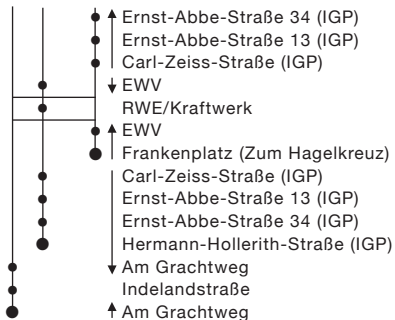 Ernst-Abbe-Straße 34 (IGP)
Ernst-Abbe-Straße 13 (IGP)
Carl-Zeiss-Straße (IGP)
EWV
RWE/Kraftwerk
EWV
Frankenplatz (Zum Hagelkreuz)
Carl-Zeiss-Straße (IGP)
Ernst-Abbe-Straße 13 (IGP)
Ernst-Abbe-Straße 34 (IGP)
Hermann-Hollerith-Straße (IGP)
Am Grachtweg
Indelandstraße
Am Grachtweg